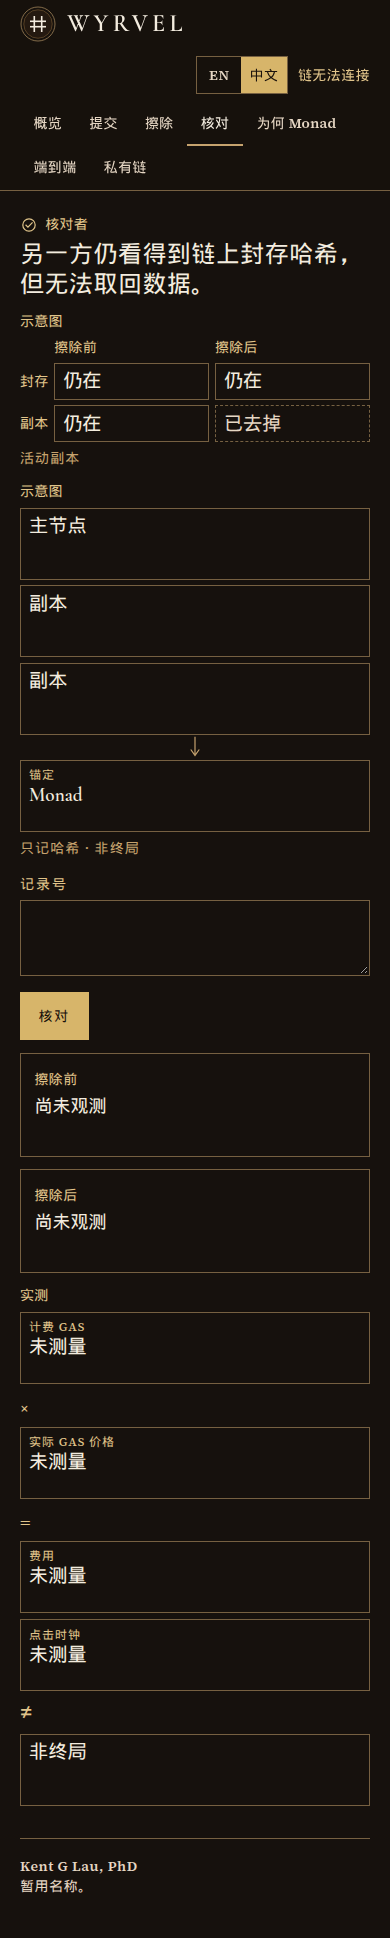 WYRVEL
EN 中文 链无法连接
概览 提交 擦除 核对 为何 Monad
端到端 私有链
核对者
另一方仍看得到链上封存哈希，
但无法取回数据。
示意图
擦除前 擦除后
封存 仍在 仍在
副本 仍在 已去掉
活动副本
示意图
主节点
副本
副本
↓
锚定
Monad
只记哈希 · 非终局
记录号
核对
擦除前
尚未观测
擦除后
尚未观测
实测
计费 GAS
未测量
×
实际 GAS 价格
未测量
=
费用
未测量
点击时钟
未测量
≠
非终局
Kent G Lau, PhD
暂用名称。